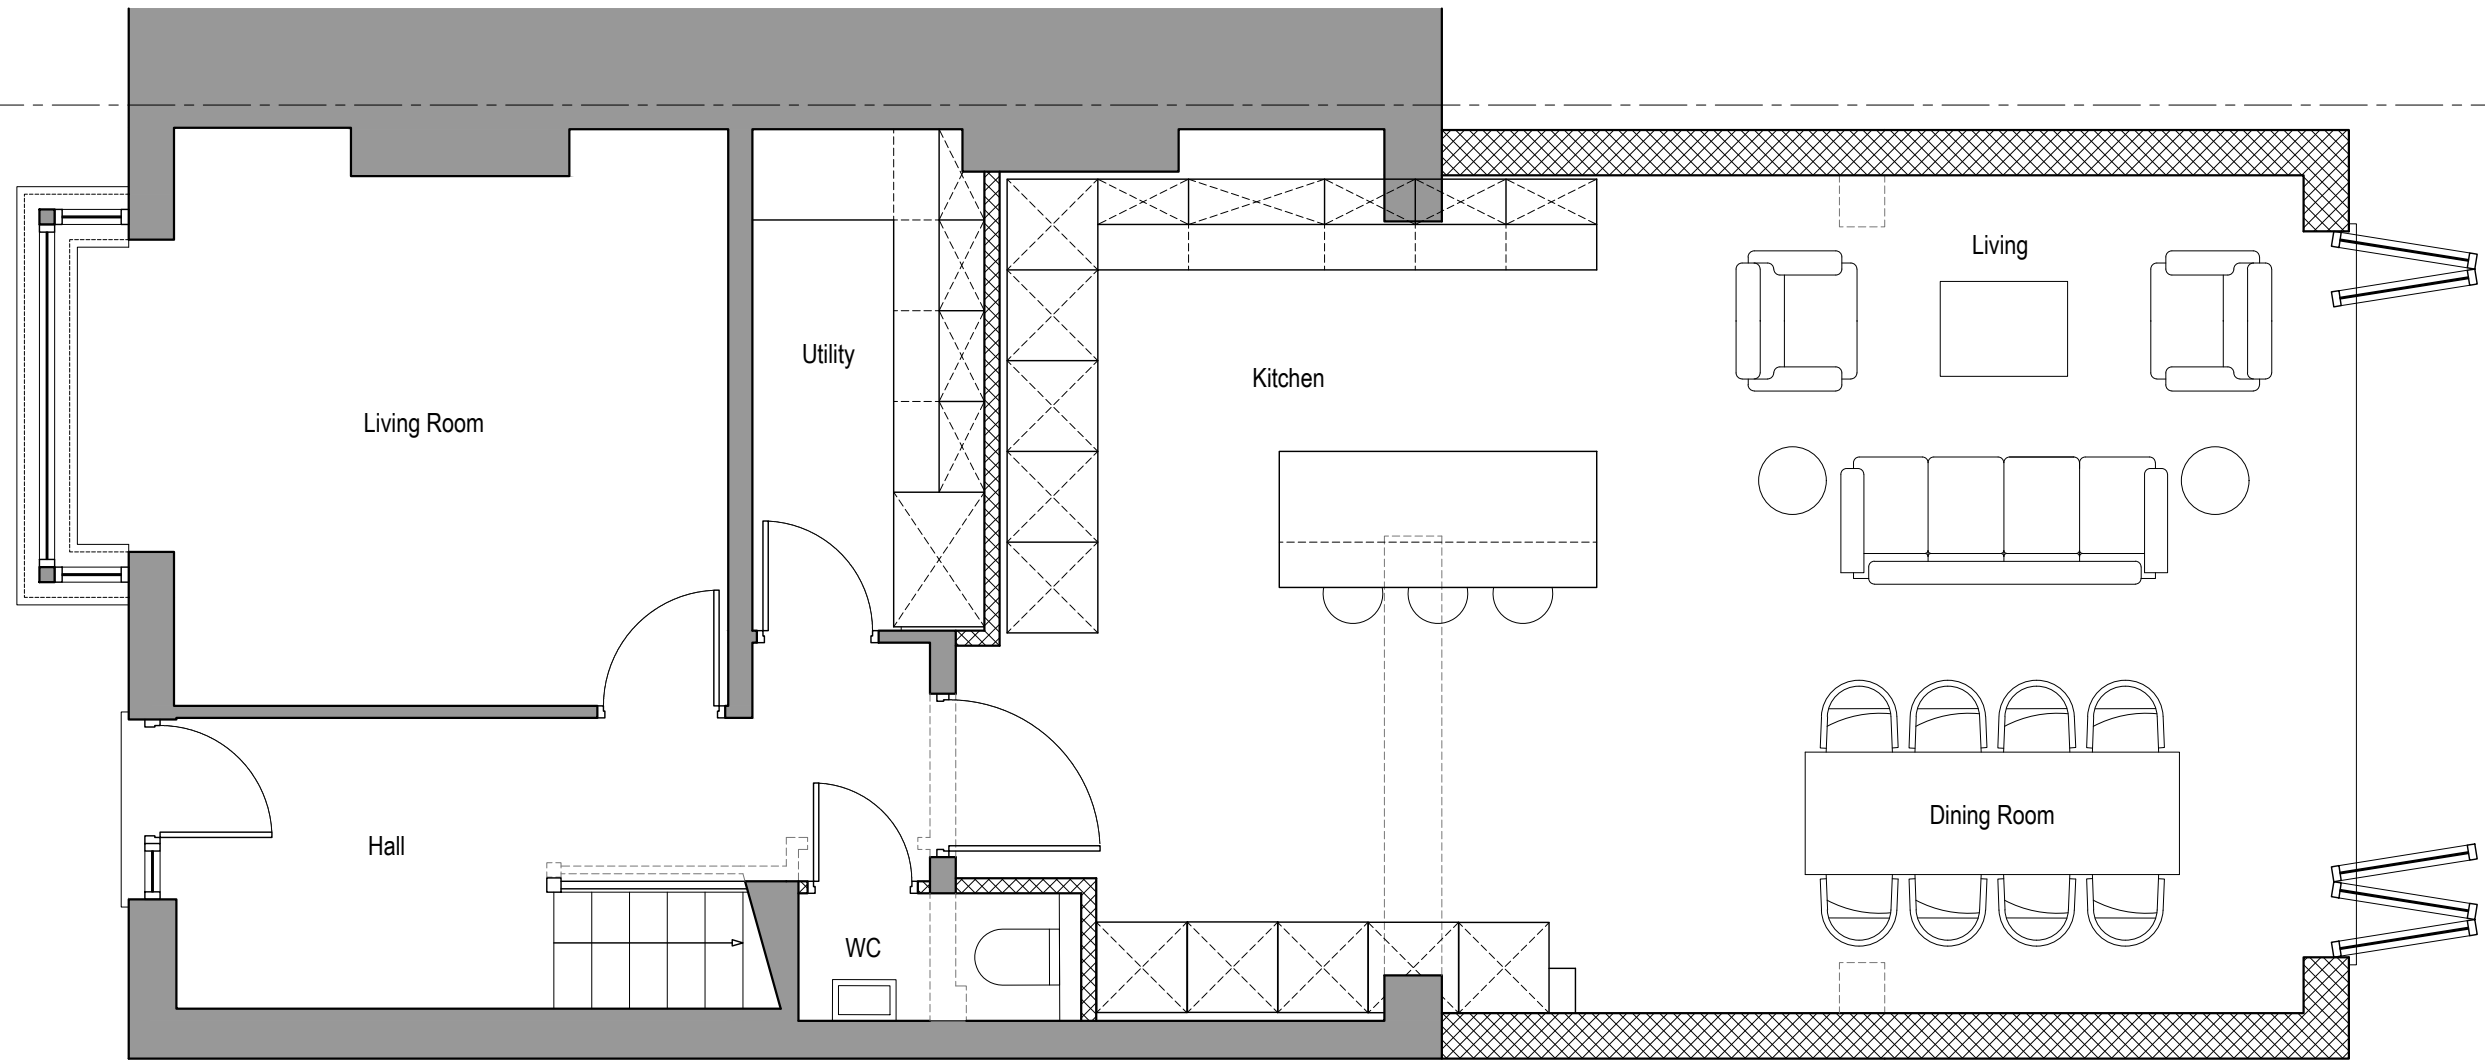 Living
Utility
Kitchen
Living Room
Dining Room
Hall
WC